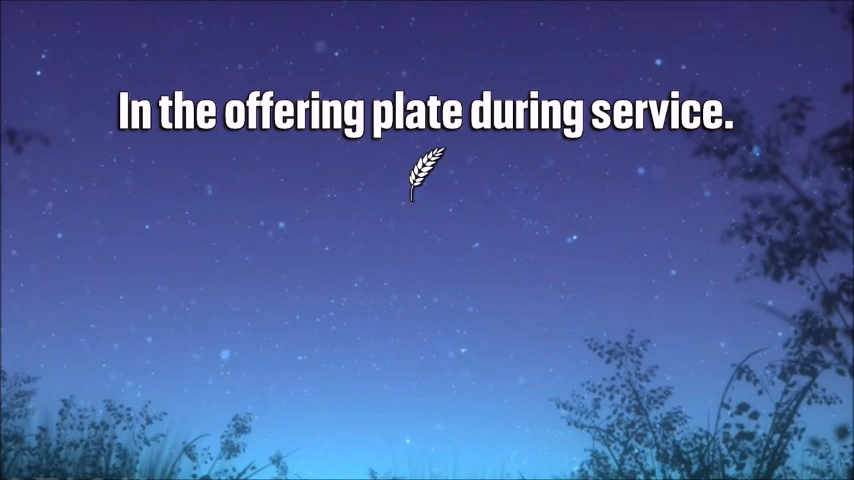 In the offering plate during service.